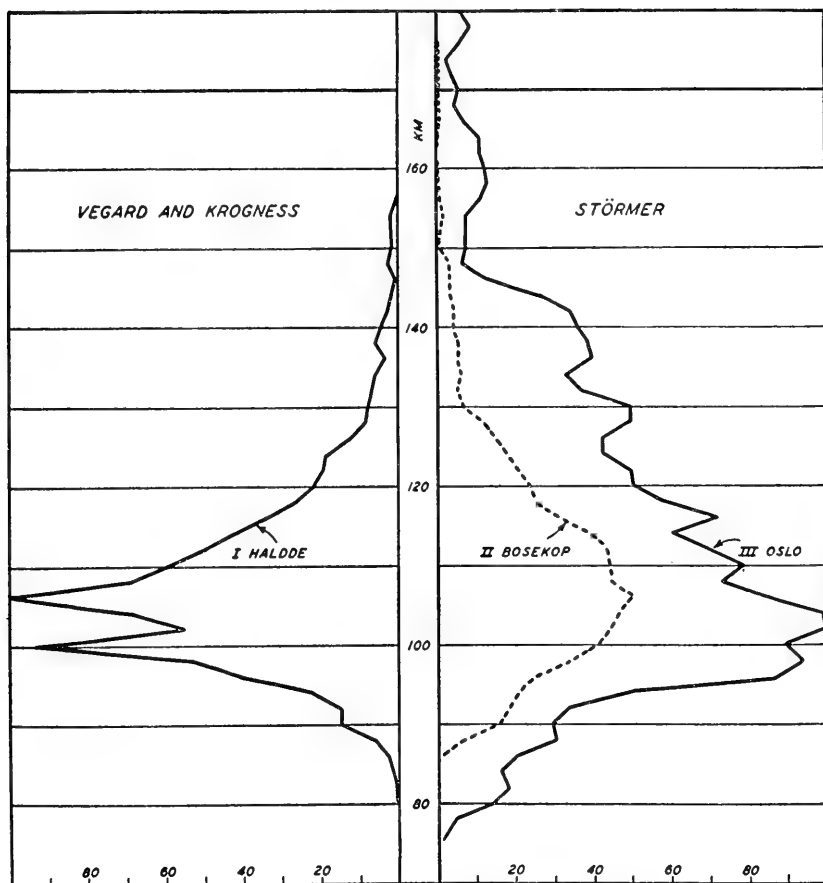 KM
160
VEGARD AND KROGNESS
STÖRMER
140
120
I HALDDE
II BOSEKOP
III OSLO
100
80
80 60 40 20
20 40 60 80